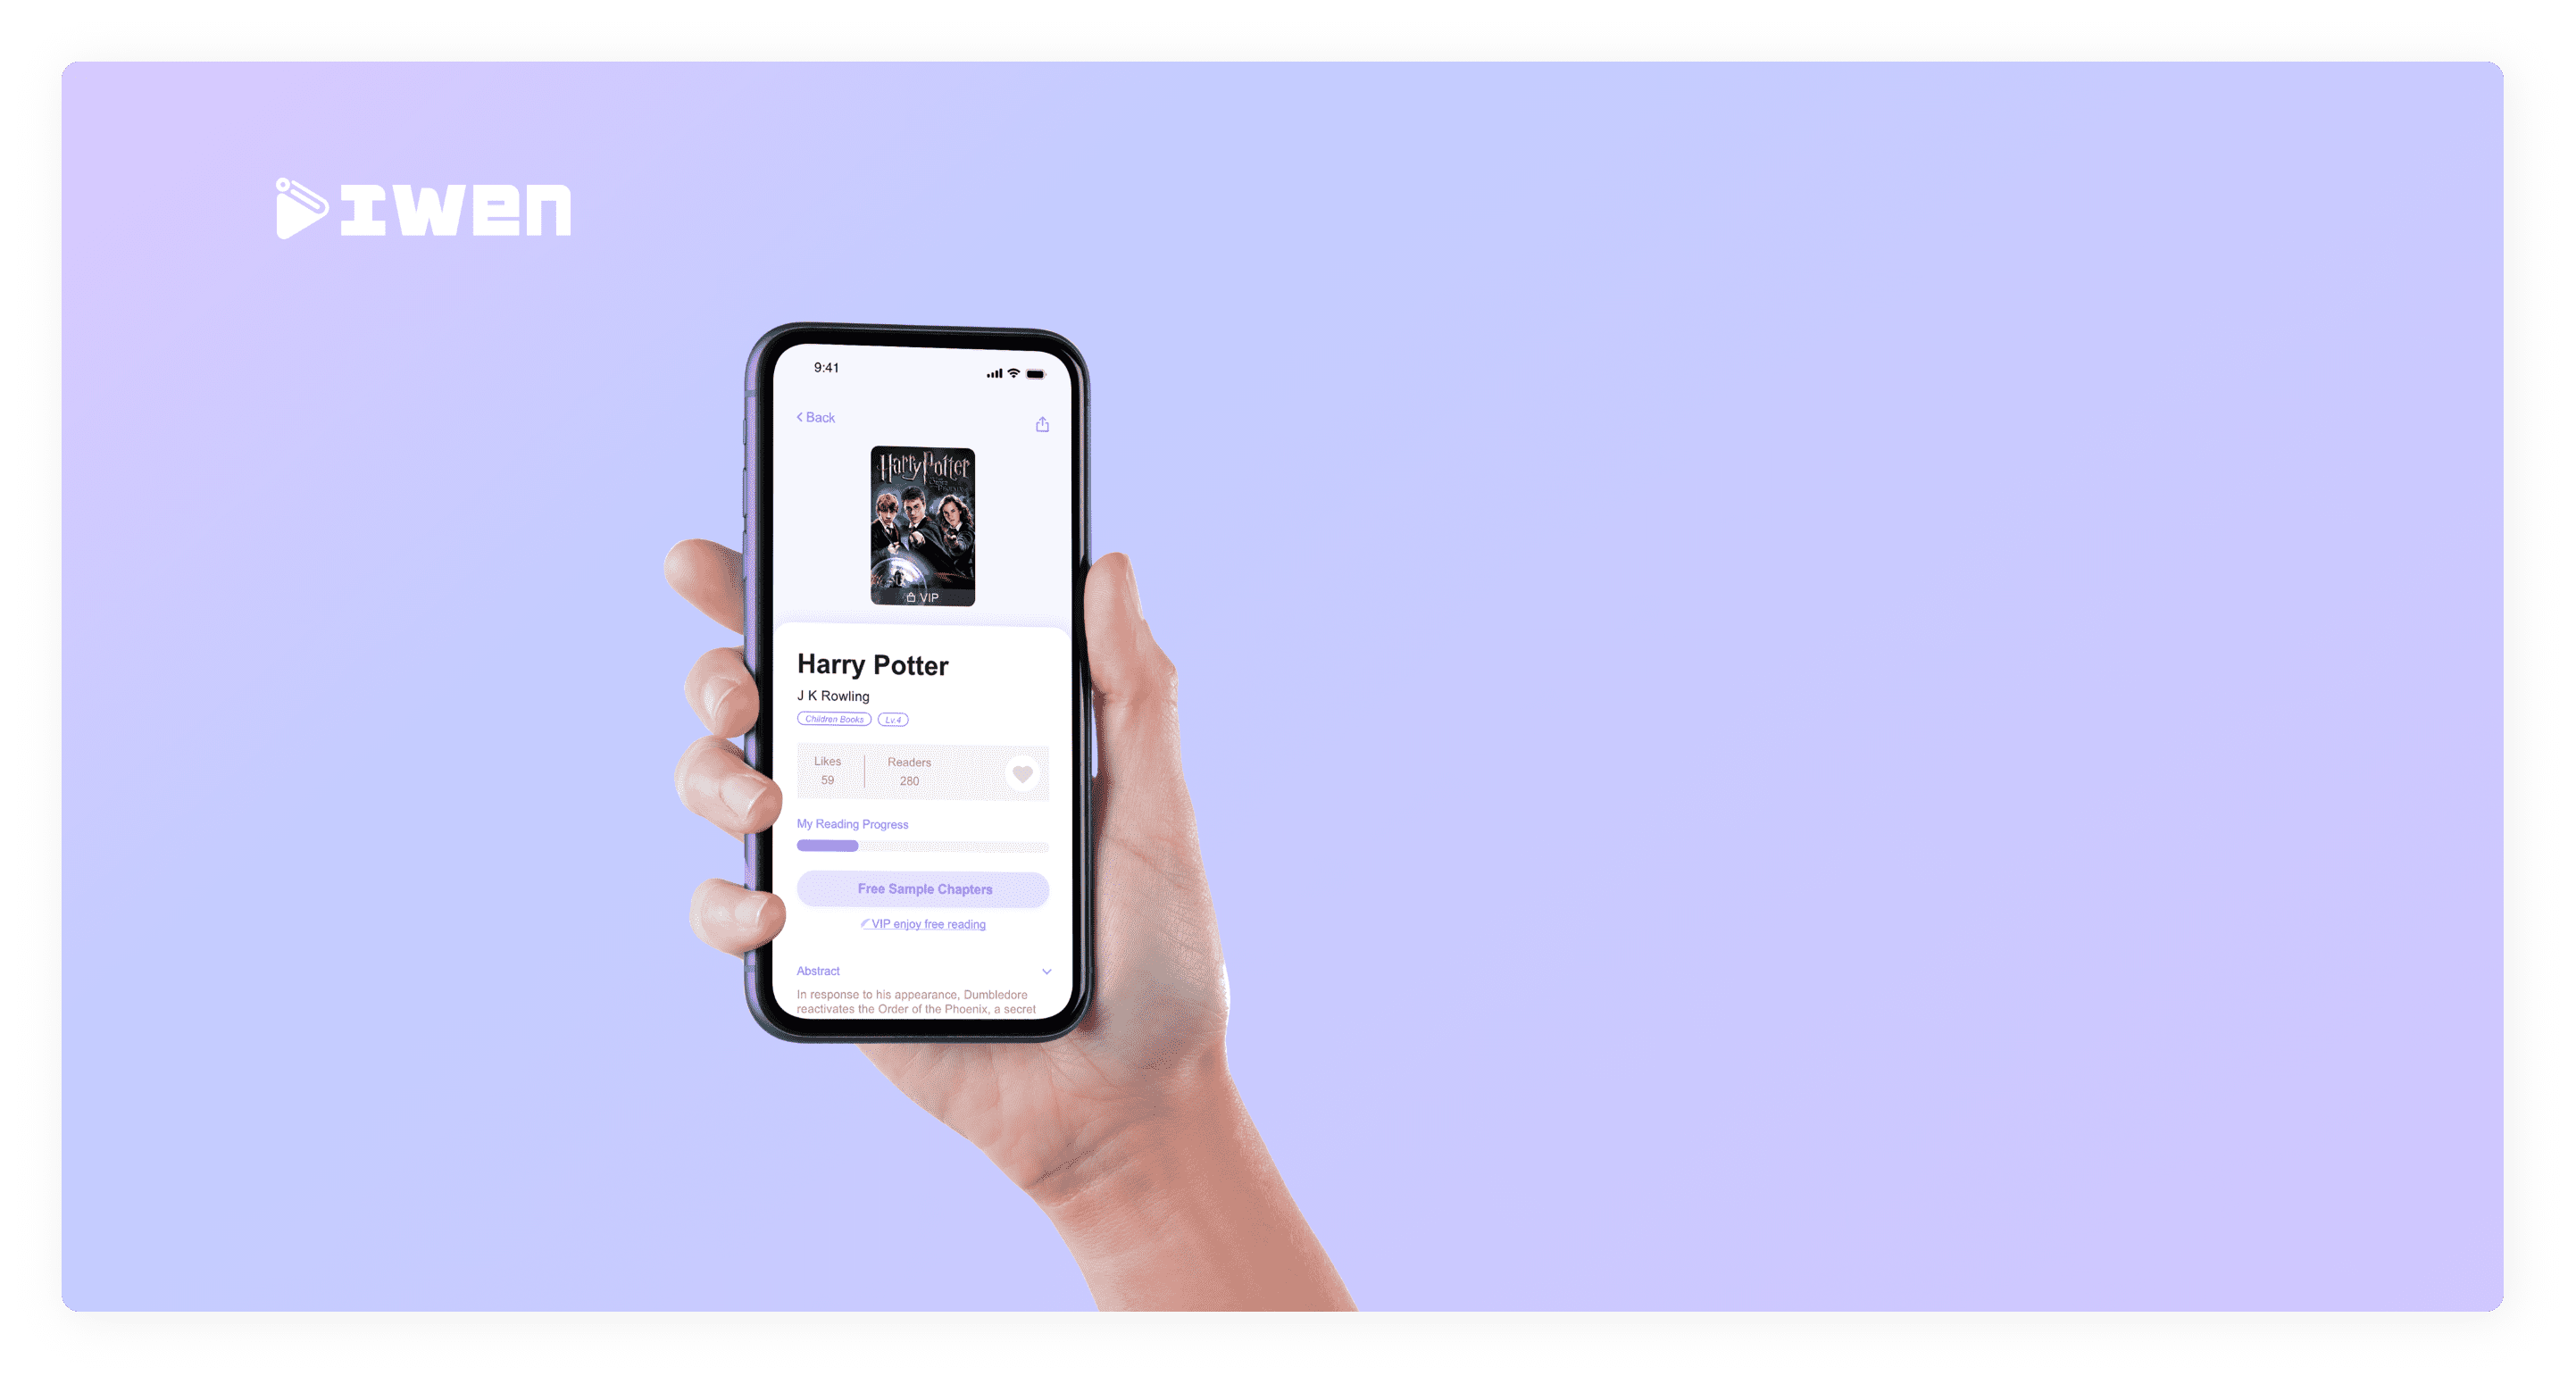 IWEN
9:41
Back
Harry Potter
VIP
Harry Potter
J K Rowling
Children Books Lv.4
Likes Readers
59 280
My Reading Progress
Free Sample Chapters
VIP enjoy free reading
Abstract
In response to his appearance, Dumbledore
reactivates the Order of the Phoenix, a secret